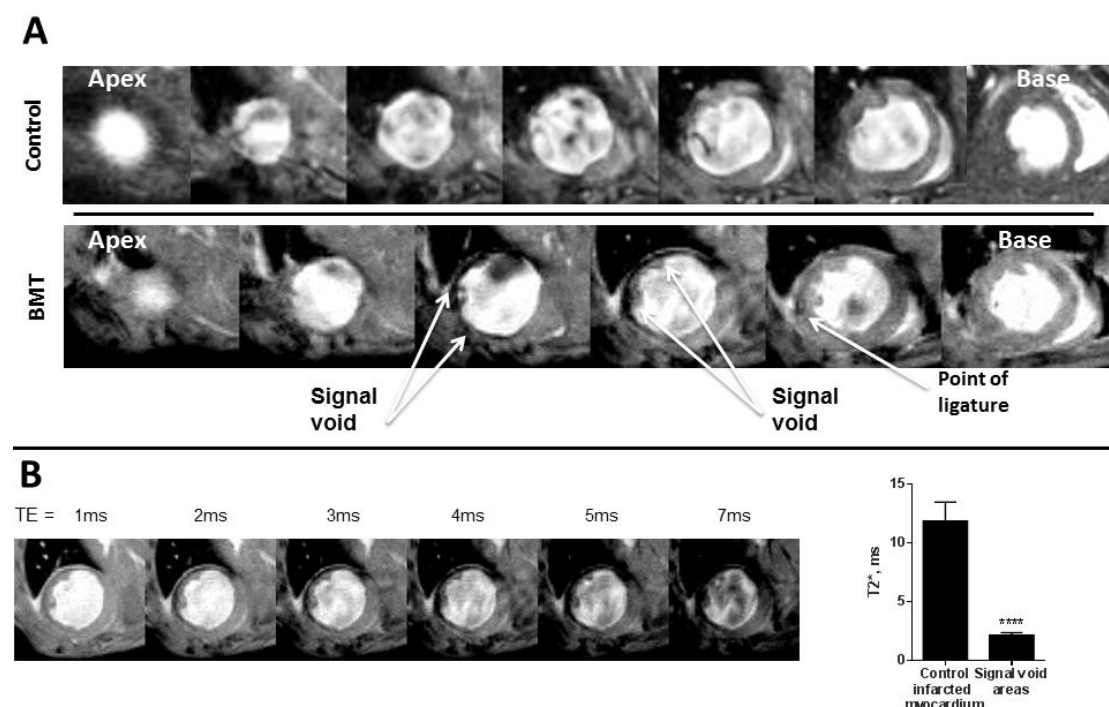 A
Apex
Base
Control
Apex
Base
BMT
Signal
void
Signal
void
Point of
ligature
B
TE = 1ms 2ms 3ms 4ms 5ms 7ms
15
10
5
0
T2*, ms
****
Control
infarcted
myocardium
Signal void
areas